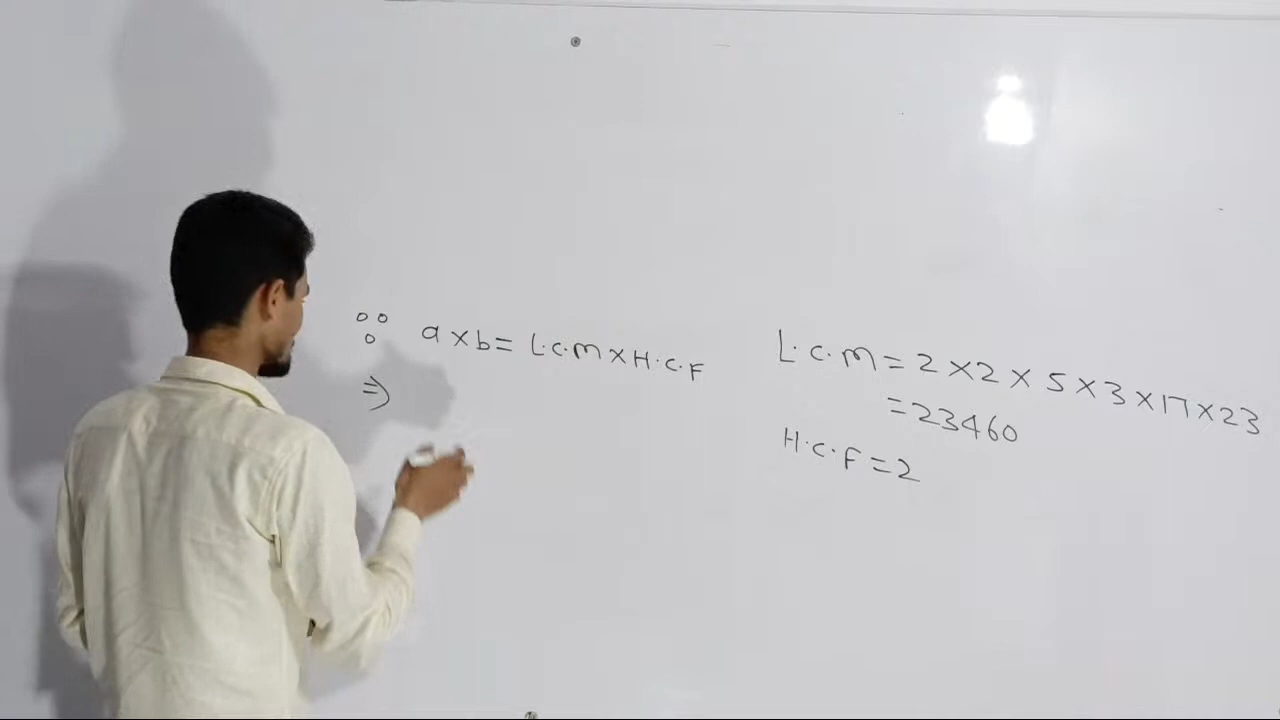 ∵ a×b= L.C.M×H.C.F
⇒
L.C.M=2×2×5×3×17×23
=23460
H.C.F=2